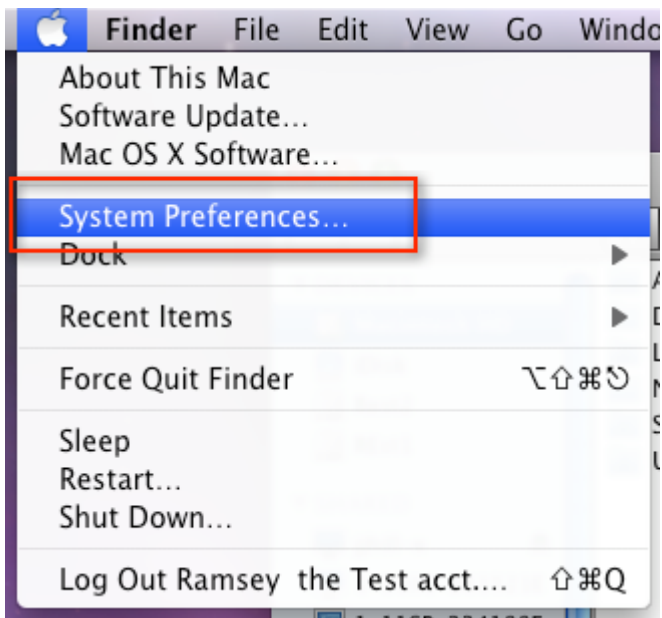 Finder File Edit View Go Windo
About This Mac
Software Update...
Mac OS X Software...
System Preferences...
Dock
Recent Items
Force Quit Finder ⌥⇧⌘⎋
Sleep
Restart...
Shut Down...
Log Out Ramsey the Test acct.... ⇧⌘Q